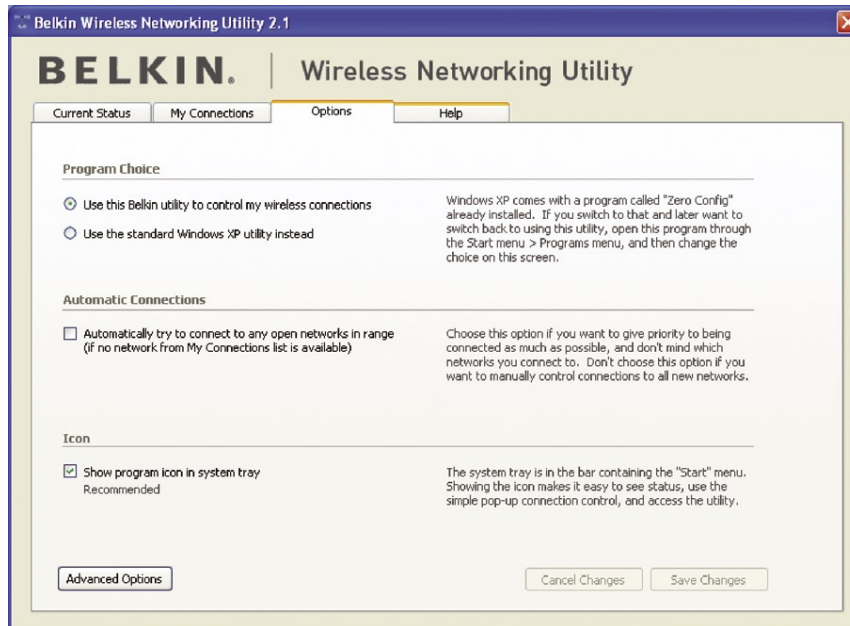 Belkin Wireless Networking Utility 2.1
BELKIN. Wireless Networking Utility
Current Status My Connections Options Help
Program Choice
Use this Belkin utility to control my wireless connections
Use the standard Windows XP utility instead
Windows XP comes with a program called "Zero Config"
already installed. If you switch to that and later want to
switch back to using this utility, open this program through
the Start menu > Programs menu, and then change the
choice on this screen.
Automatic Connections
Automatically try to connect to any open networks in range
(if no network from My Connections list is available)
Choose this option if you want to give priority to being
connected as much as possible, and don't mind which
networks you connect to. Don't choose this option if you
want to manually control connections to all new networks.
Icon
Show program icon in system tray
Recommended
The system tray is in the bar containing the "Start" menu.
Showing the icon makes it easy to see status, use the
simple pop-up connection control, and access the utility.
Advanced Options Cancel Changes Save Changes